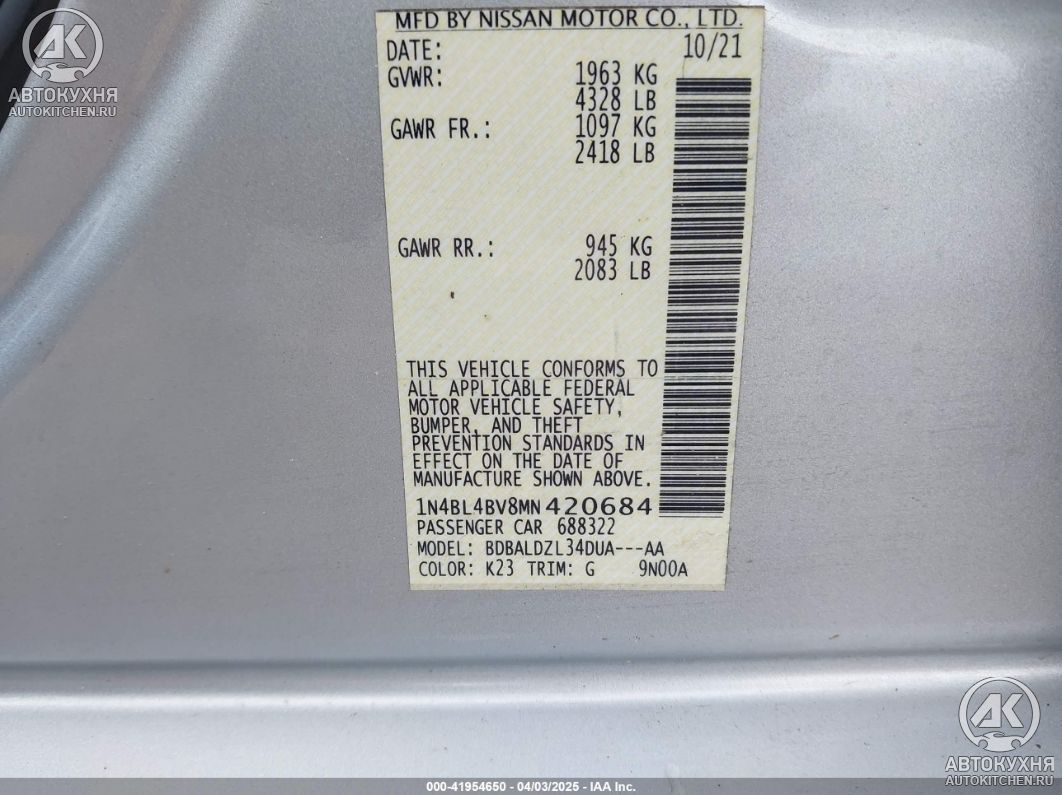 MFD BY NISSAN MOTOR CO., LTD.
DATE: 10/21
GVWR: 1963 KG
4328 LB
GAWR FR.: 1097 KG
2418 LB
GAWR RR.: 945 KG
2083 LB
THIS VEHICLE CONFORMS TO
ALL APPLICABLE FEDERAL
MOTOR VEHICLE SAFETY,
BUMPER, AND THEFT
PREVENTION STANDARDS IN
EFFECT ON THE DATE OF
MANUFACTURE SHOWN ABOVE.
1N4BL4BV8MN420684
PASSENGER CAR 688322
MODEL: BDBALDZL34DUA---AA
COLOR: K23 TRIM: G 9N00A
AK
АВТОКУХНЯ
AUTOKITCHEN.RU
AK
АВТОКУХНЯ
AUTOKITCHEN.RU
000-41954650 - 04/03/2025 - IAA Inc.